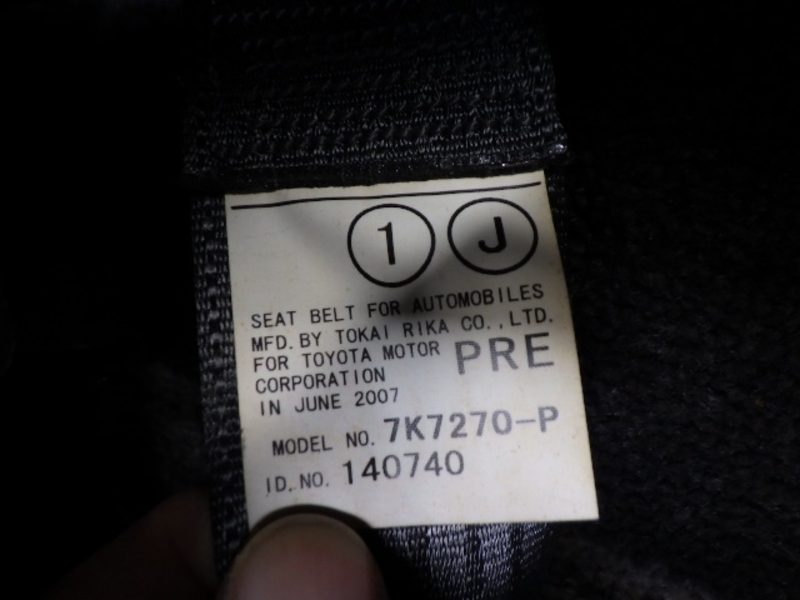 1 J
SEAT BELT FOR AUTOMOBILES
MFD. BY TOKAI RIKA CO., LTD.
FOR TOYOTA MOTOR PRE
CORPORATION
IN JUNE 2007
MODEL NO. 7K7270-P
ID. NO. 140740